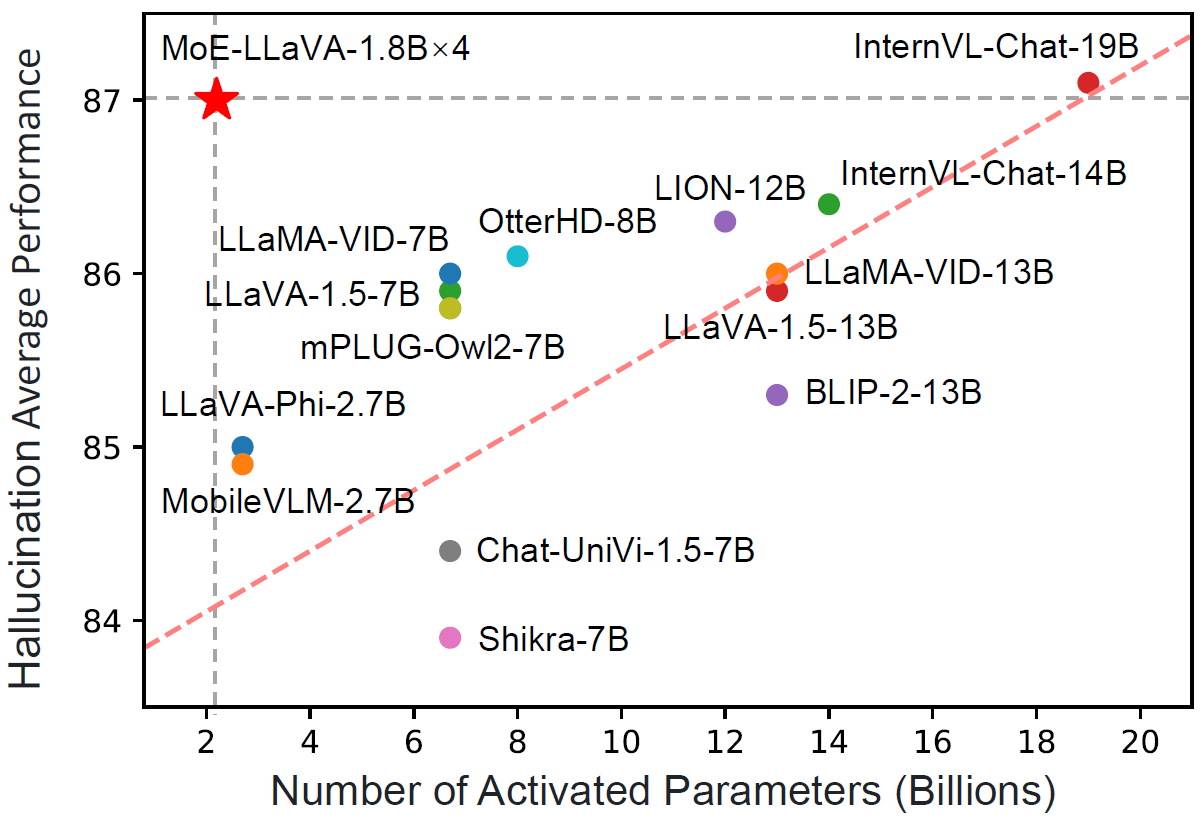 Hallucination Average Performance
MoE-LLaVA-1.8B×4
InternVL-Chat-19B
87
InternVL-Chat-14B
LION-12B
OtterHD-8B
LLaMA-VID-7B
86
LLaMA-VID-13B
LLaVA-1.5-7B
LLaVA-1.5-13B
mPLUG-Owl2-7B
BLIP-2-13B
LLaVA-Phi-2.7B
85
MobileVLM-2.7B
Chat-UniVi-1.5-7B
84
Shikra-7B
2 4 6 8 10 12 14 16 18 20
Number of Activated Parameters (Billions)